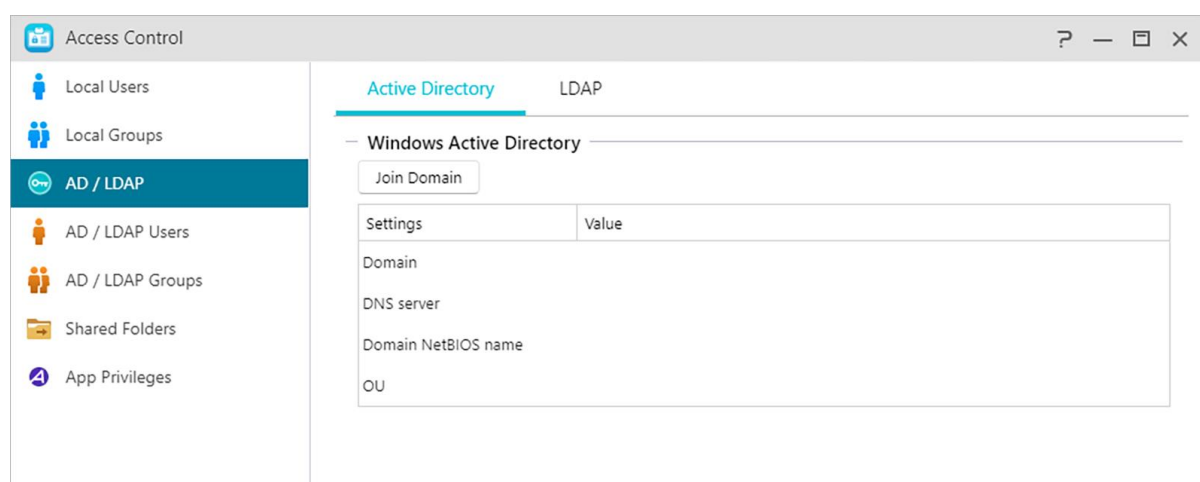 Access Control
Local Users
Local Groups
AD / LDAP
AD / LDAP Users
AD / LDAP Groups
Shared Folders
App Privileges
Active Directory LDAP
Windows Active Directory
Join Domain
Settings Value
Domain
DNS server
Domain NetBIOS name
OU